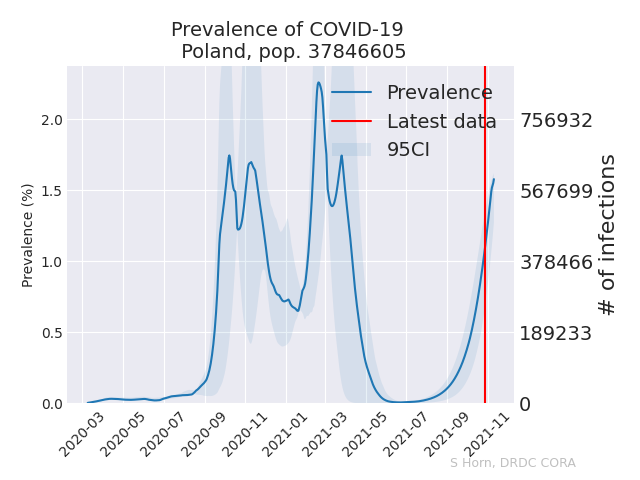 Prevalence of COVID-19
Poland, pop. 37846605
Prevalence
Latest data
95CI
Prevalence (%)
2.0
1.5
1.0
0.5
0.0
756932
567699
378466
189233
0
# of infections
2020-03
2020-05
2020-07
2020-09
2020-11
2021-01
2021-03
2021-05
2021-07
2021-09
2021-11
S Horn, DRDC CORA